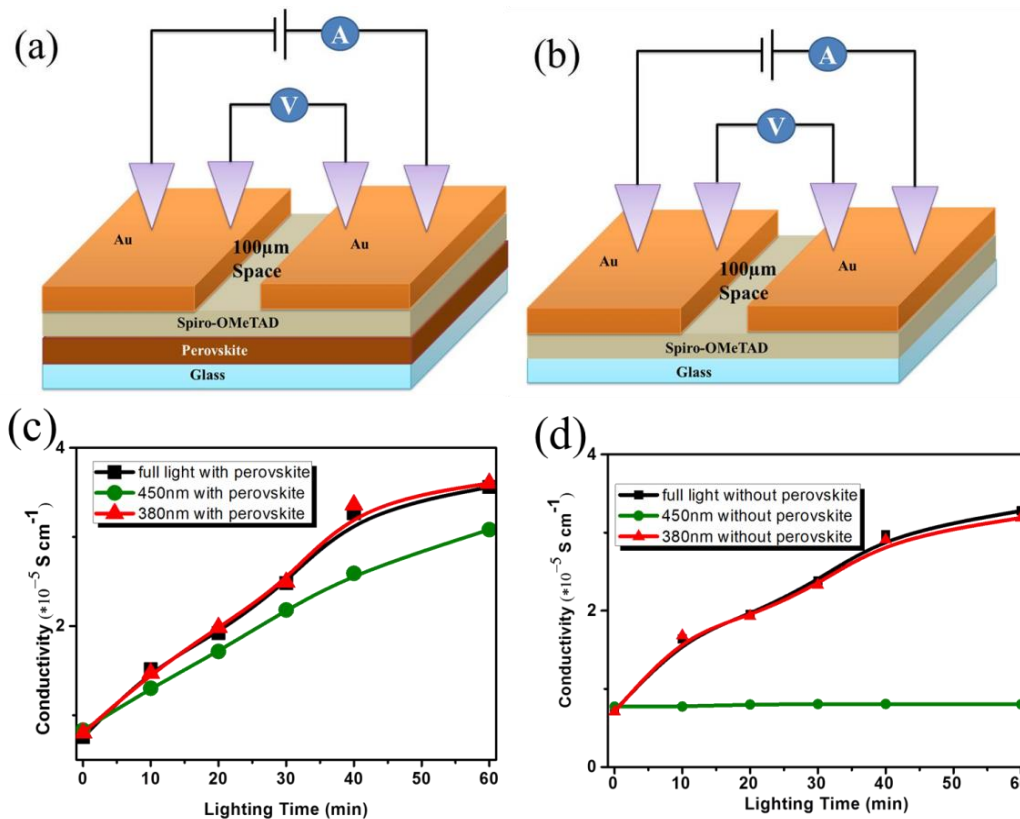 (a)
A
V
Au
Au
100μm
Space
Spiro-OMeTAD
Perovskite
Glass
(b)
A
V
Au
Au
100μm
Space
Spiro-OMeTAD
Glass
(c)
4
2
full light with perovskite
450nm with perovskite
380nm with perovskite
Conductivity (*10⁻⁵ S cm⁻¹)
0 10 20 30 40 50 60
Lighting Time (min)
(d)
4
2
0
full light without perovskite
450nm without perovskite
380nm without perovskite
Conductivity (*10⁻⁵ S cm⁻¹)
0 10 20 30 40 50 60
Lighting Time (min)